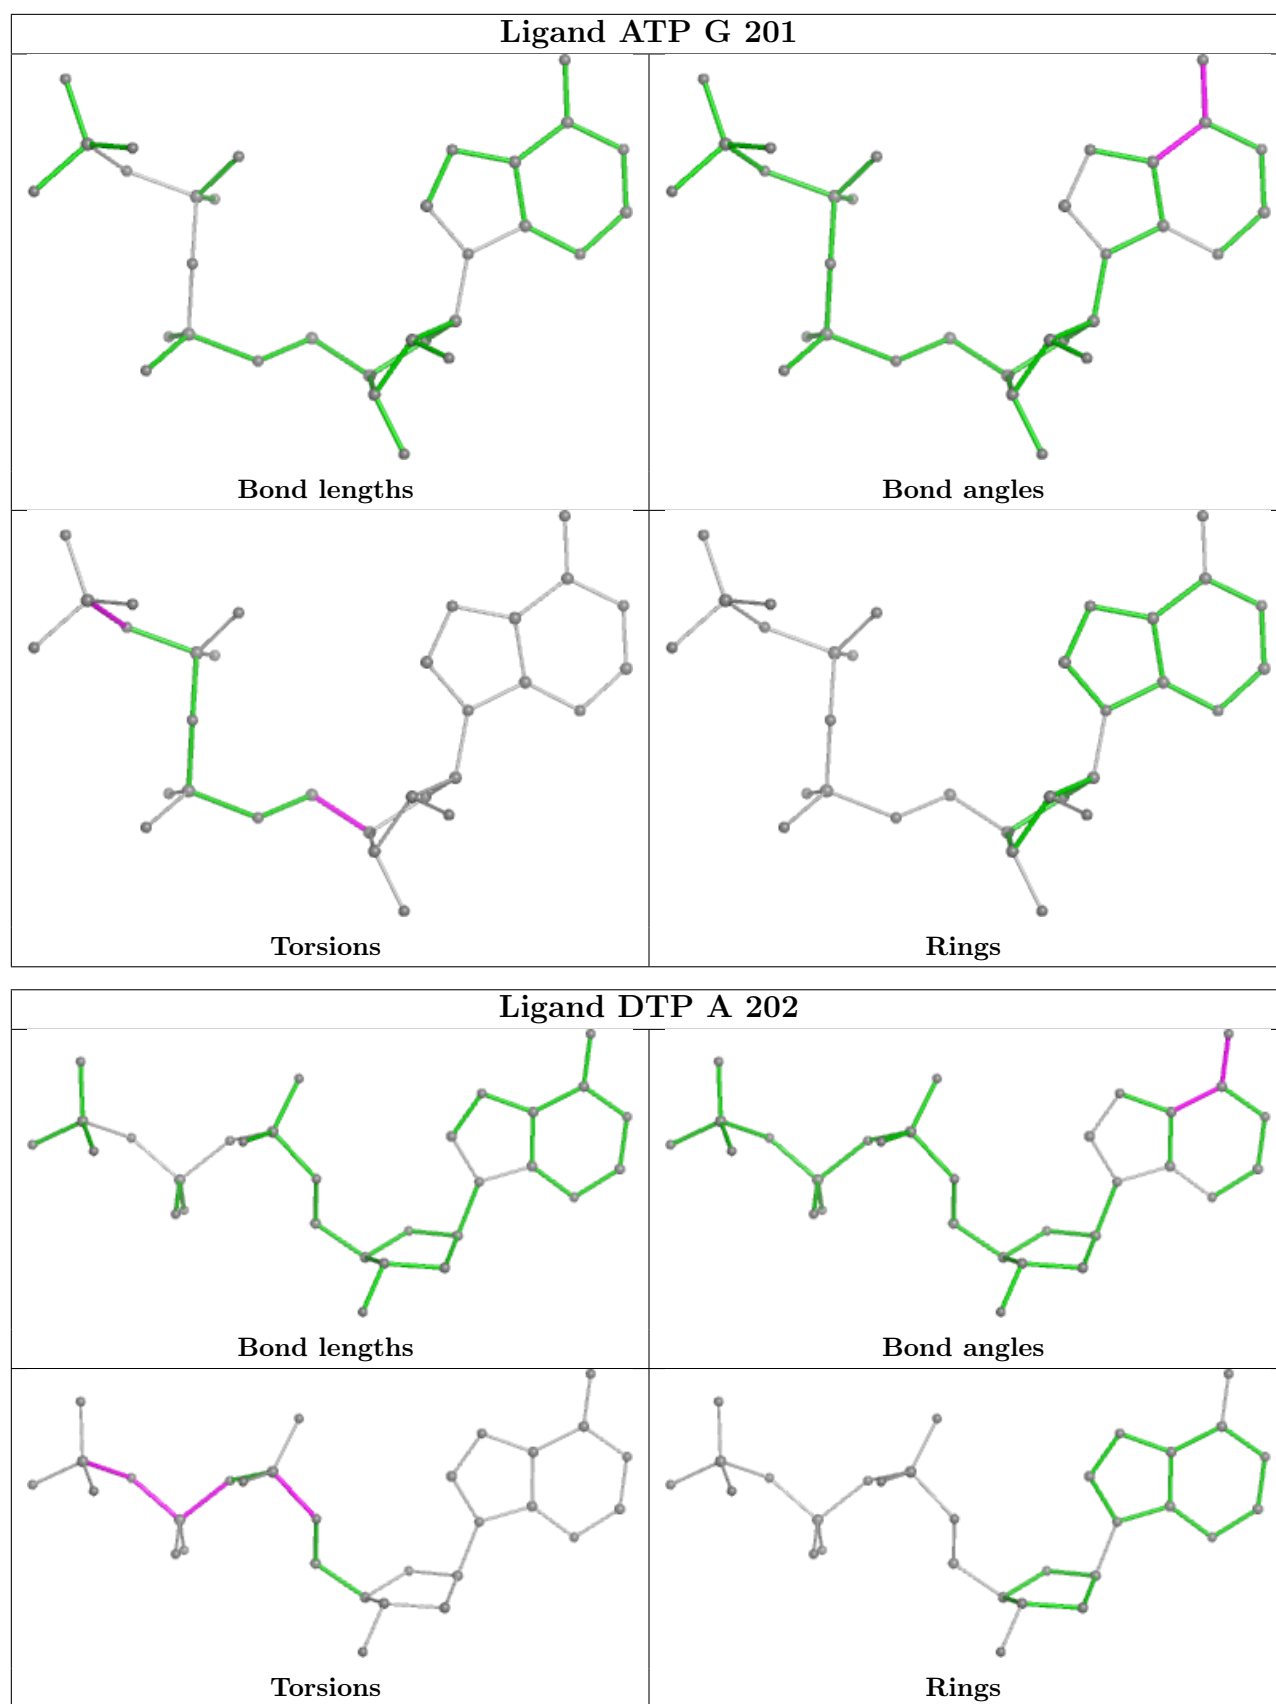 Ligand ATP G 201
Bond lengths
Bond angles
Torsions
Rings
Ligand DTP A 202
Bond lengths
Bond angles
Torsions
Rings